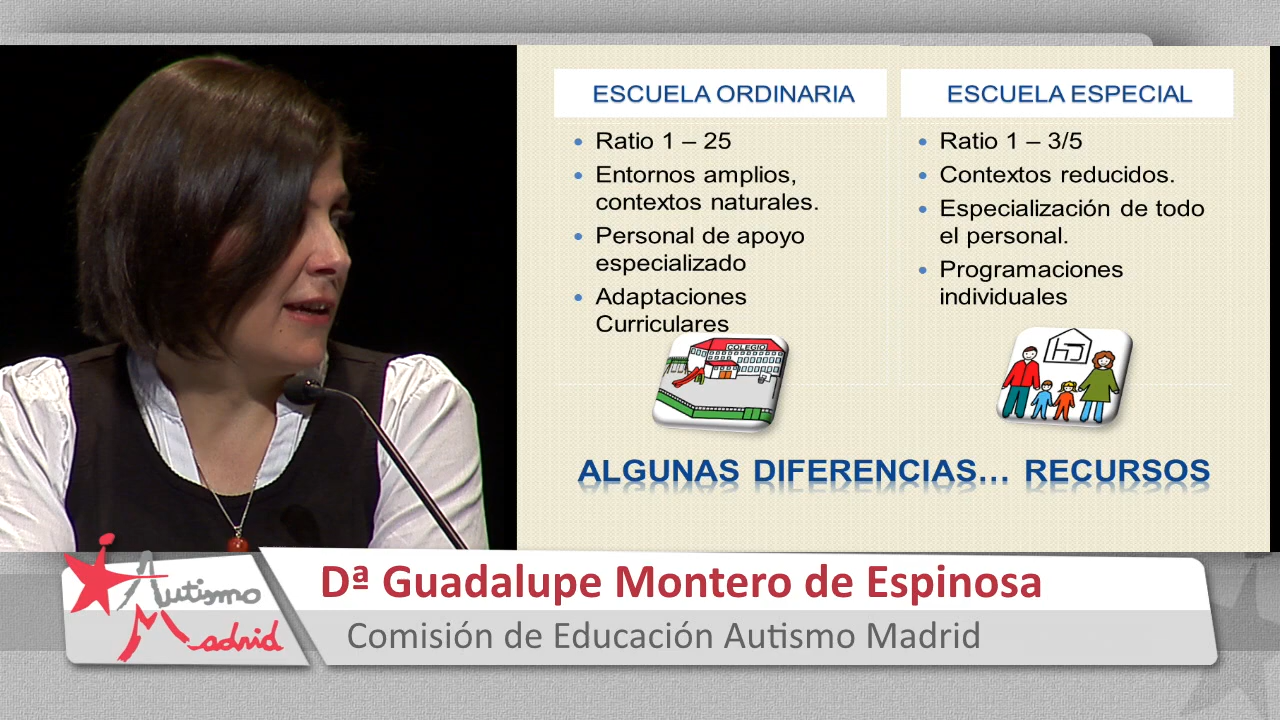 ESCUELA ORDINARIA
• Ratio 1 – 25
• Entornos amplios,
contextos naturales.
• Personal de apoyo
especializado
• Adaptaciones
Curriculares
COLEGIO
ESCUELA ESPECIAL
• Ratio 1 – 3/5
• Contextos reducidos.
• Especialización de todo
el personal.
• Programaciones
individuales
ALGUNAS DIFERENCIAS… RECURSOS
Autismo
Madrid
Dª Guadalupe Montero de Espinosa
Comisión de Educación Autismo Madrid